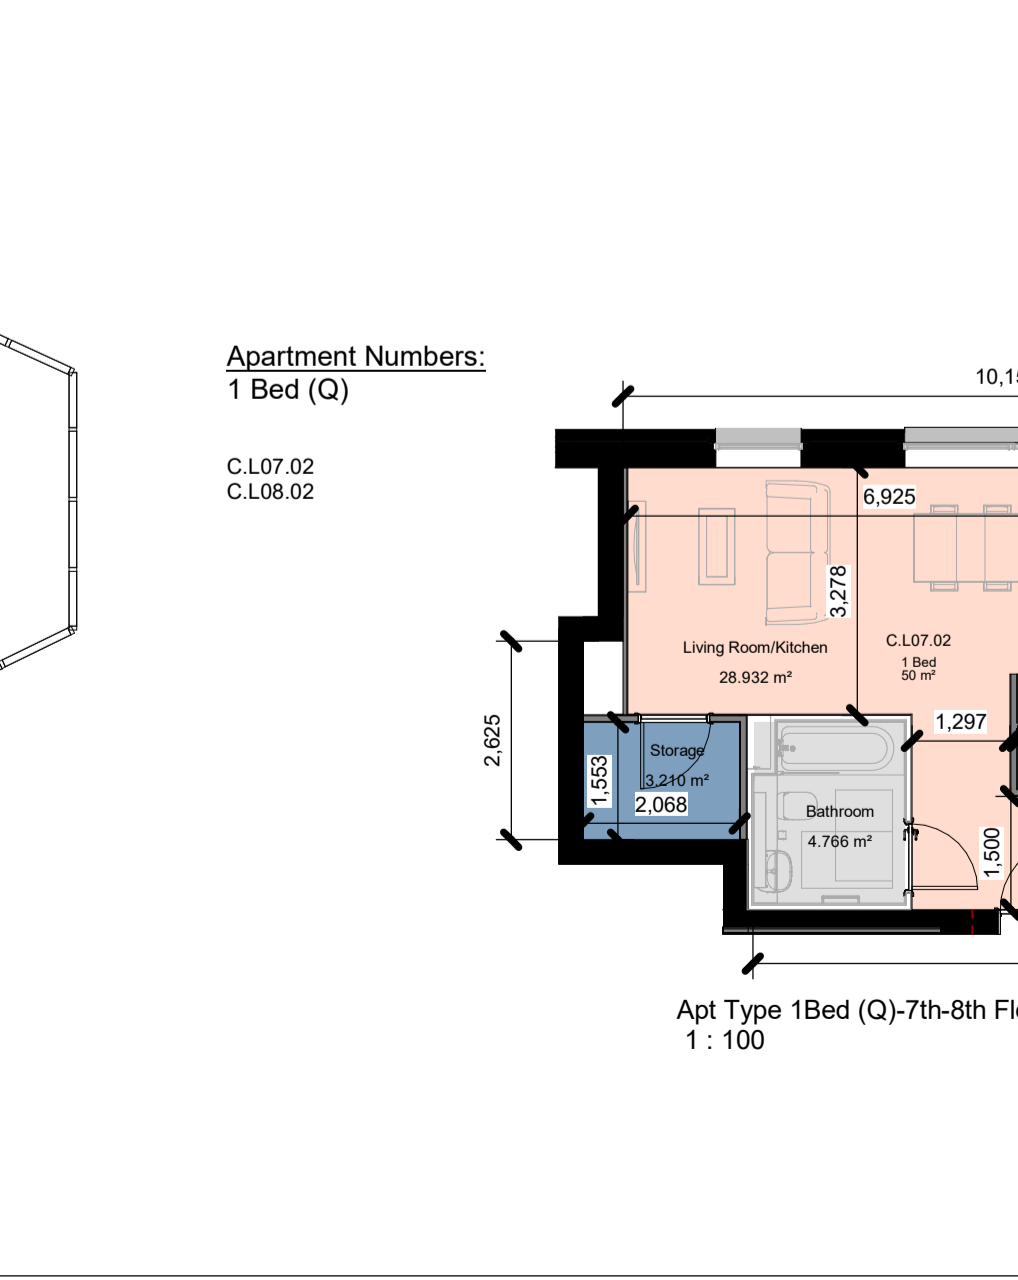 Apartment Numbers:
1 Bed (Q)
C.L07.02
C.L08.02
6,925
3,278
Living Room/Kitchen
28.932 m²
C.L07.02
1 Bed
50 m²
1,297
2,625
1,553
Storage
3.210 m²
2,068
Bathroom
4.766 m²
1,500
Apt Type 1Bed (Q)-7th-8th
1 : 100